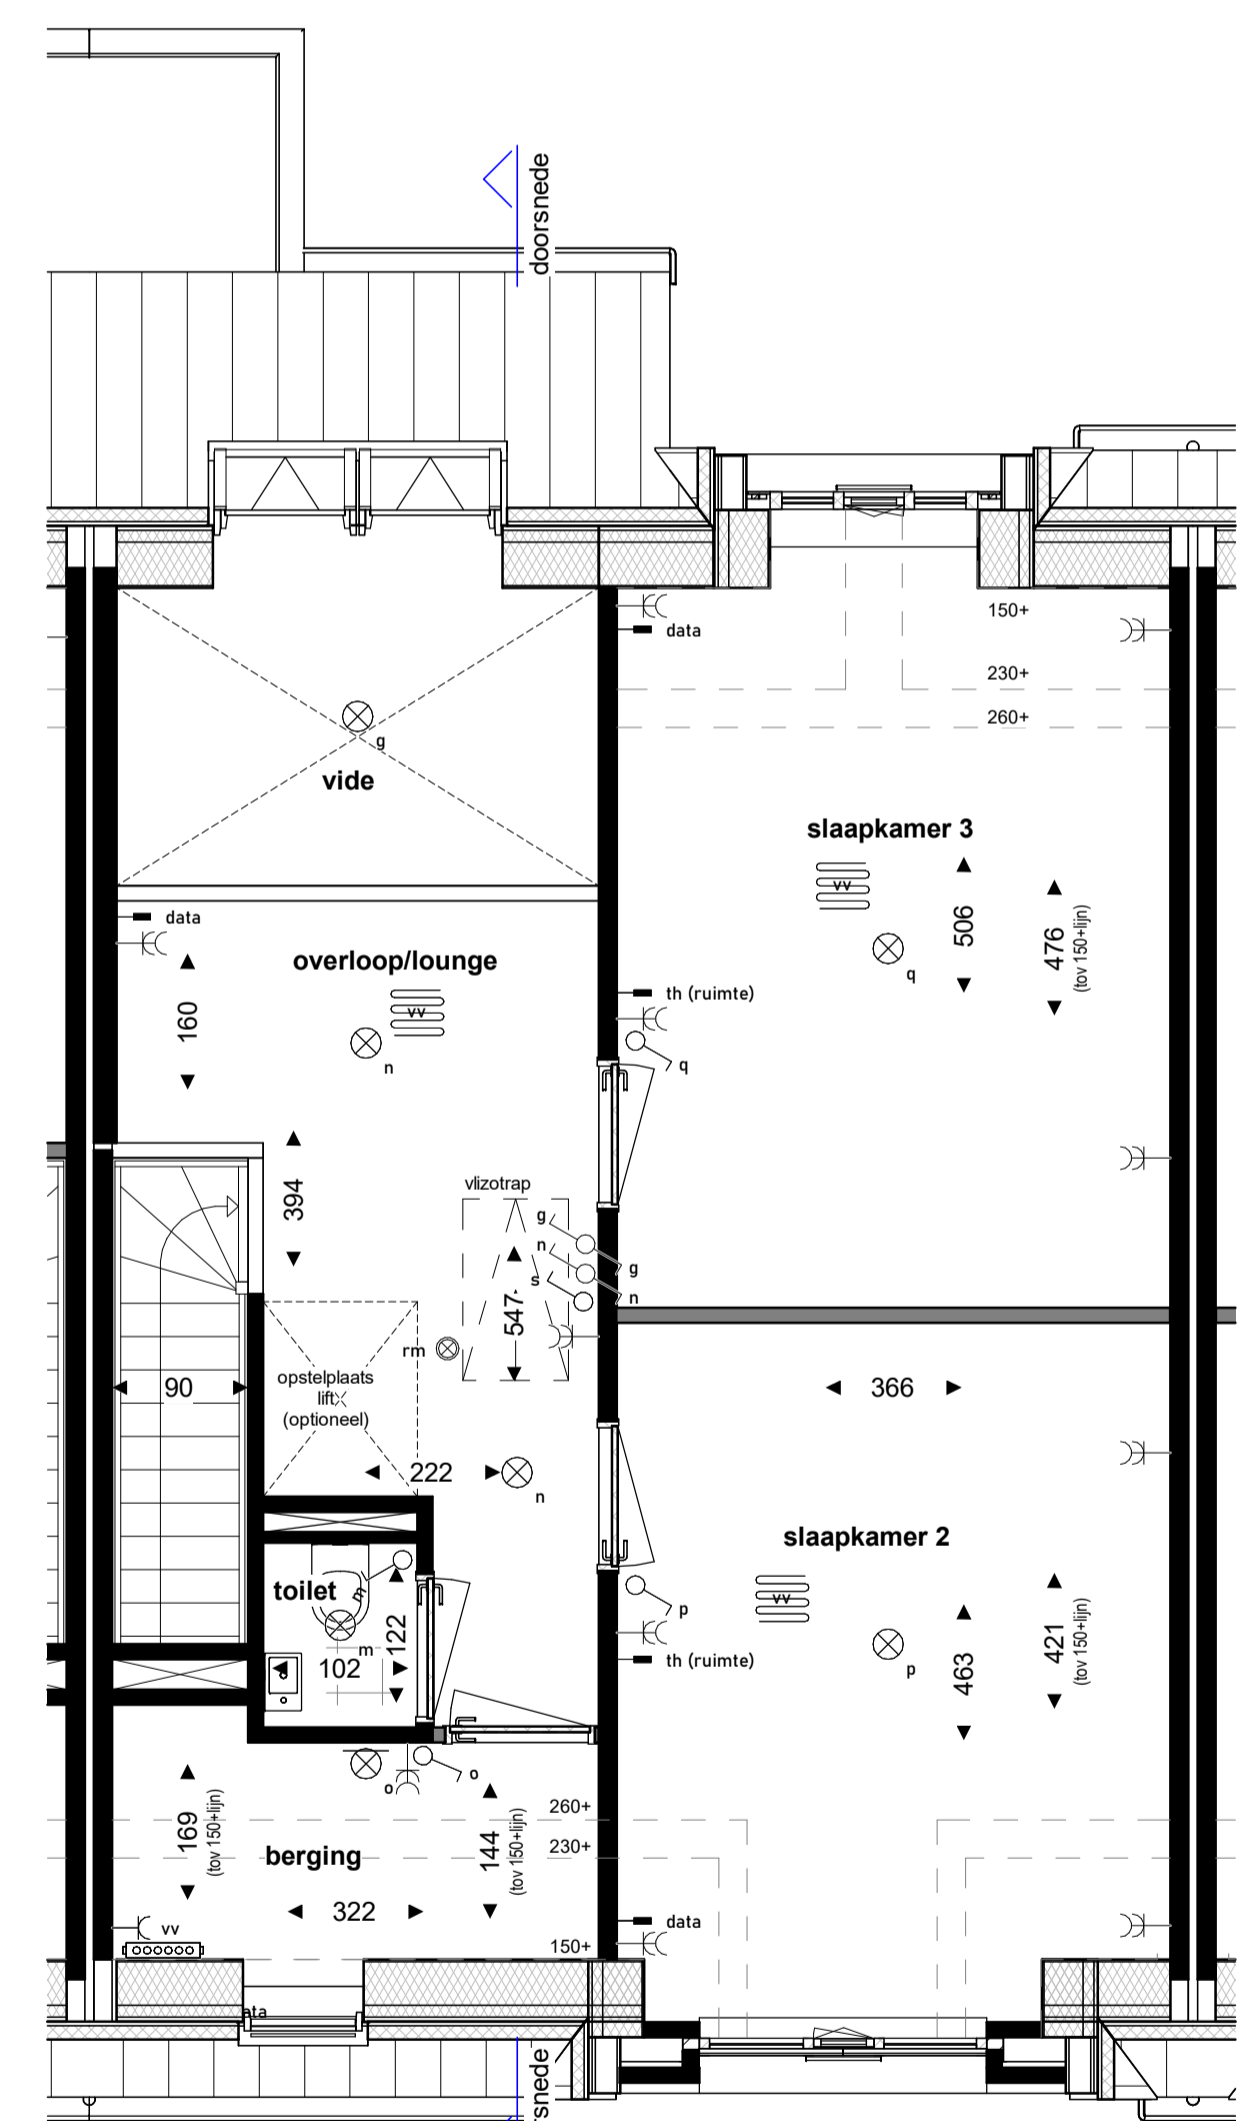 doorsnede
150+
data
230+
260+
g
vide
slaapkamer 3
vv
506
476
(tov 150+lijn)
q
data
overloop/lounge
vv
160
n
th (ruimte)
q
394
vlizotrap
g
n
s
g
n
547
rm
opstelplaats
lift
(optioneel)
90
366
222
n
slaapkamer 2
toilet
m
m
122
102
vv
p
p
th (ruimte)
463
421
(tov 150+lijn)
o
o
169
(tov 150+lijn)
144
(tov 150+lijn)
260+
230+
berging
322
vv
150+
data
ata
rsnede